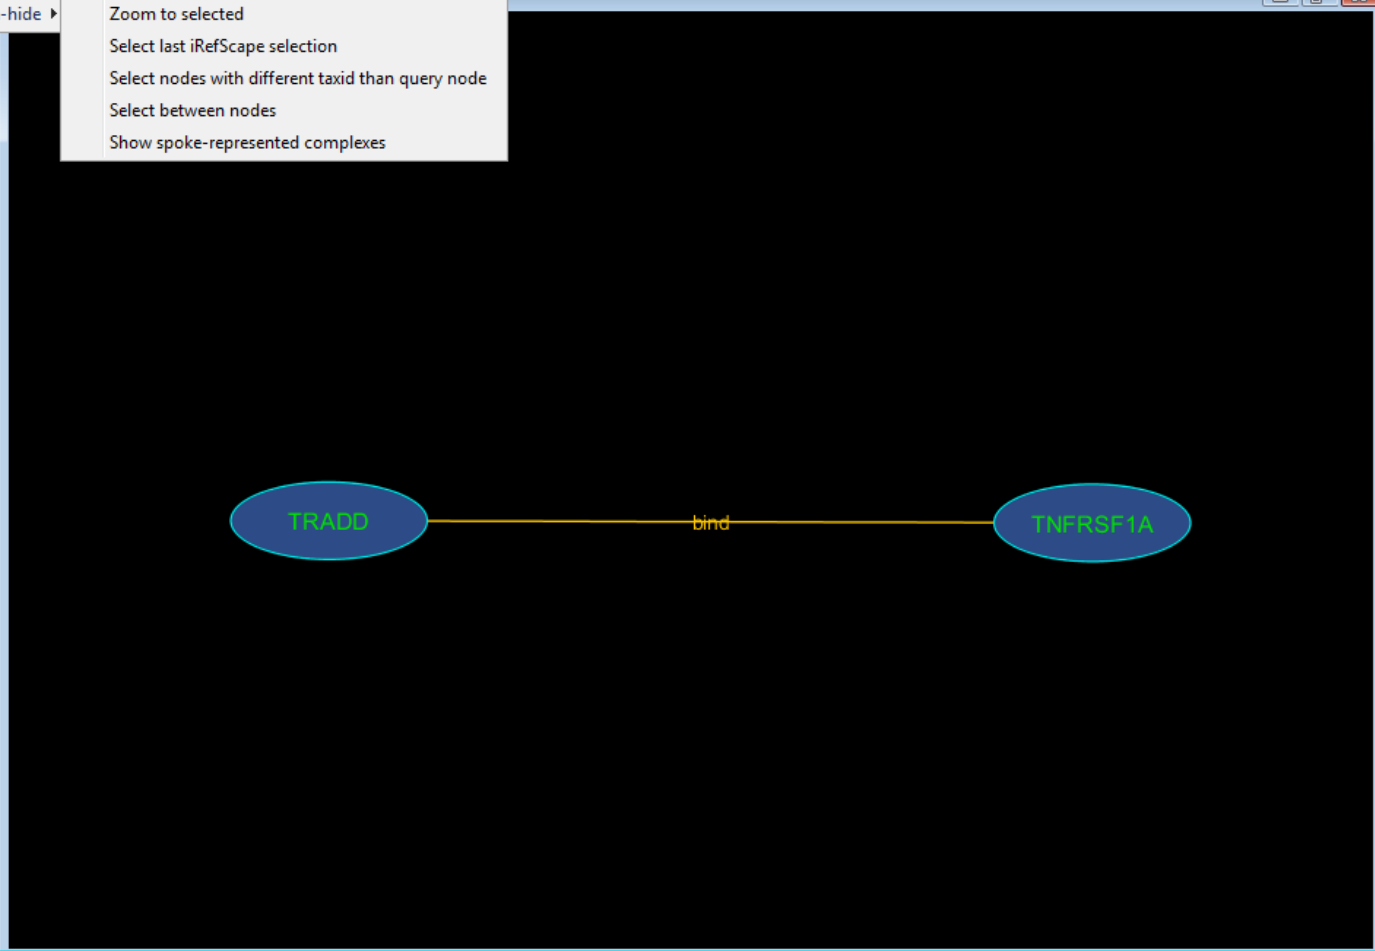 -hide
Zoom to selected
Select last iRefScape selection
Select nodes with different taxid than query node
Select between nodes
Show spoke-represented complexes
TRADD
bind
TNFRSF1A